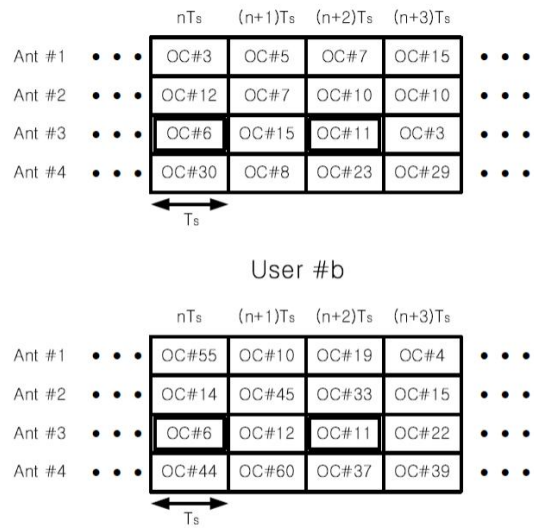 nTs (n+1)Ts (n+2)Ts (n+3)Ts
Ant #1 • • • OC#3 OC#5 OC#7 OC#15 • • •
Ant #2 • • • OC#12 OC#7 OC#10 OC#10 • • •
Ant #3 • • • OC#6 OC#15 OC#11 OC#3 • • •
Ant #4 • • • OC#30 OC#8 OC#23 OC#29 • • •
Ts
User #b
nTs (n+1)Ts (n+2)Ts (n+3)Ts
Ant #1 • • • OC#55 OC#10 OC#19 OC#4 • • •
Ant #2 • • • OC#14 OC#45 OC#33 OC#15 • • •
Ant #3 • • • OC#6 OC#12 OC#11 OC#22 • • •
Ant #4 • • • OC#44 OC#60 OC#37 OC#39 • • •
Ts